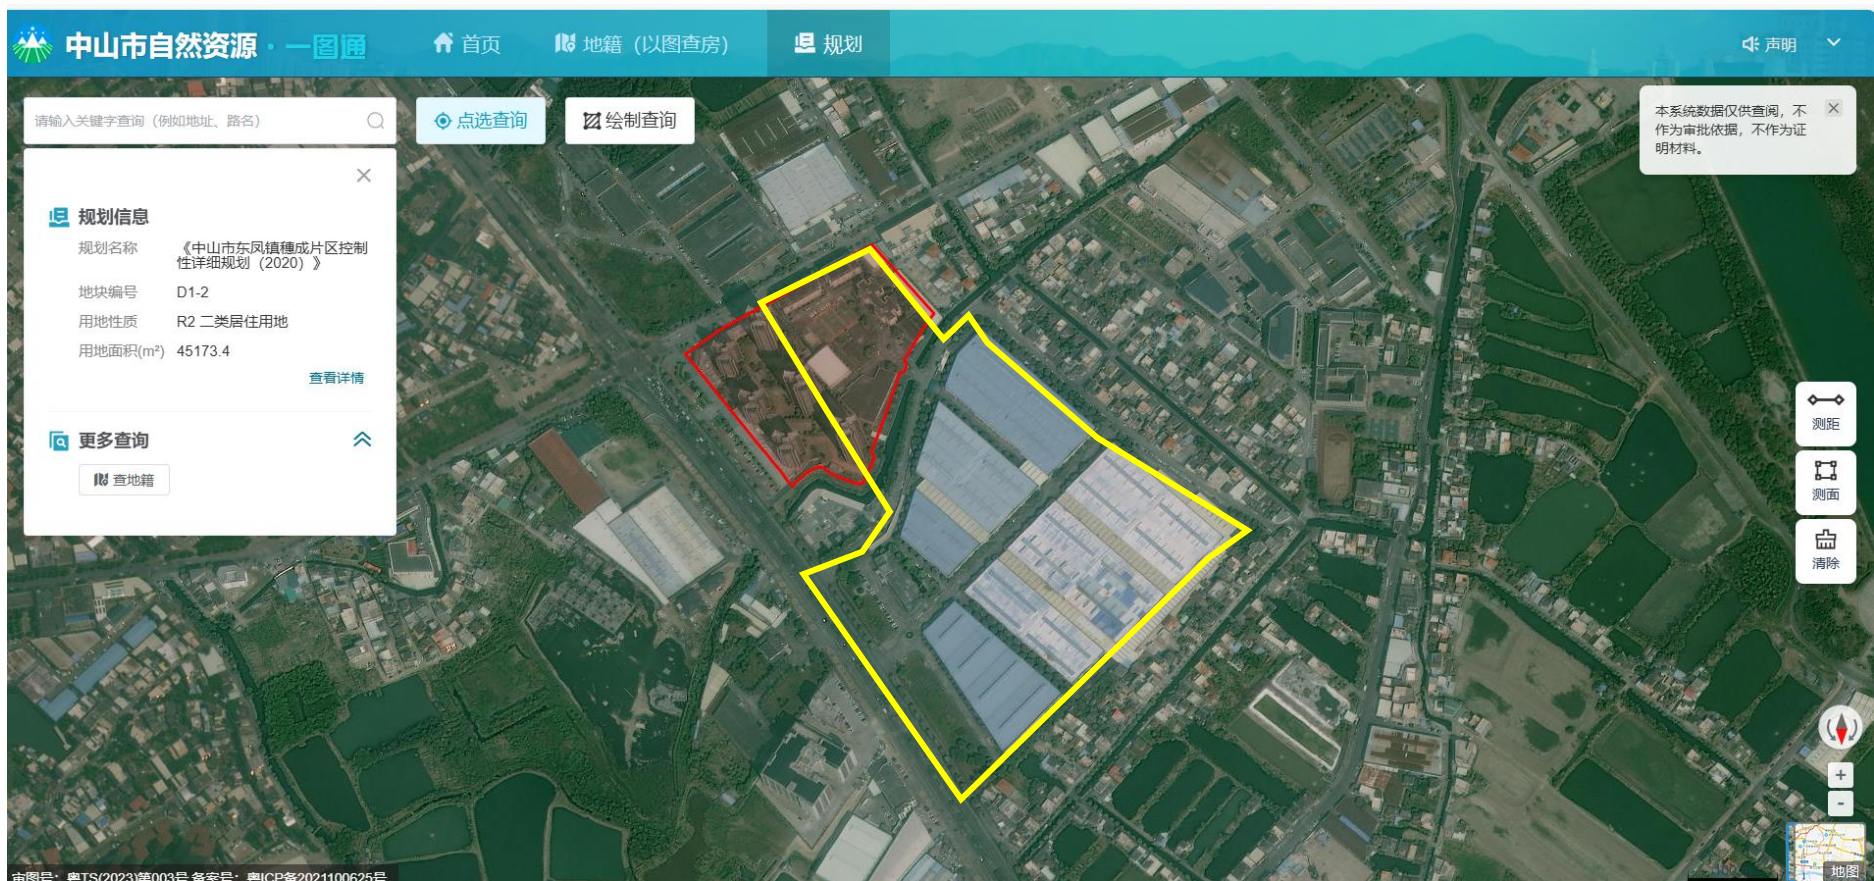 中山市自然资源·一图通
首页
地籍（以图查房）
规划
声明
请输入关键字查询（例如地址、路名）
点选查询
绘制查询
本系统数据仅供查阅，不
作为审批依据，不作为证
明材料。
规划信息
规划名称 《中山市东凤镇穗成片区控制
性详细规划（2020）》
地块编号 D1-2
用地性质 R2 二类居住用地
用地面积(m²) 45173.4
查看详情
更多查询
查地籍
测距
测面
清除
+
-
地图
审图号：粤TS(2023)第003号 备案号：粤ICP备2021100625号